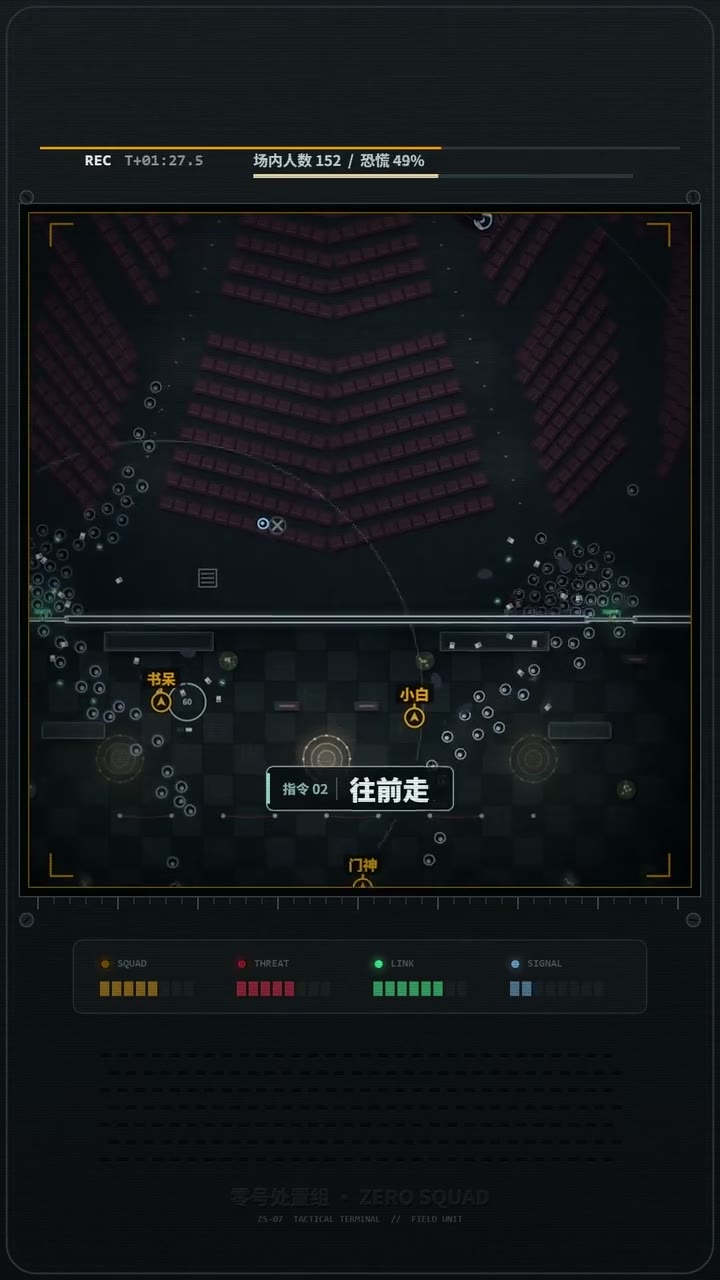 REC T+01:27.5 场内人数 152 / 恐慌 49%
书呆
60
小白
指令 02 往前走
门神
SQUAD THREAT LINK SIGNAL
零号处置组 · ZERO SQUAD
ZS-07 TACTICAL TERMINAL // FIELD UNIT